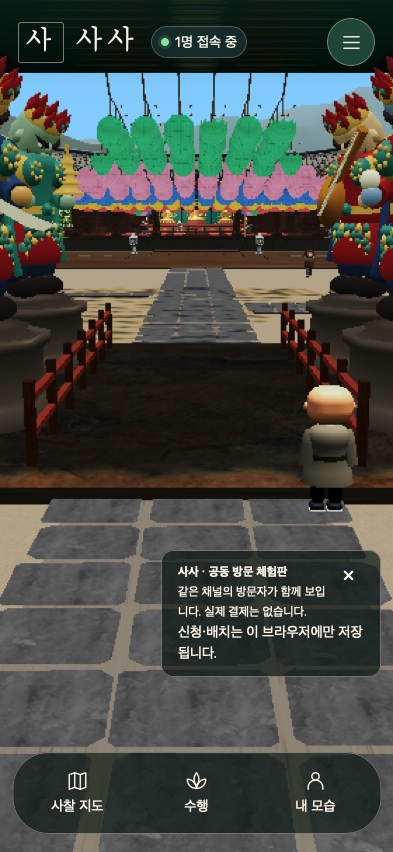 사 사사 1명 접속 중
사사 · 공동 방문 체험판
같은 채널의 방문자가 함께 보입
니다. 실제 결제는 없습니다.
신청·배치는 이 브라우저에만 저장
됩니다.
사찰 지도 수행 내 모습